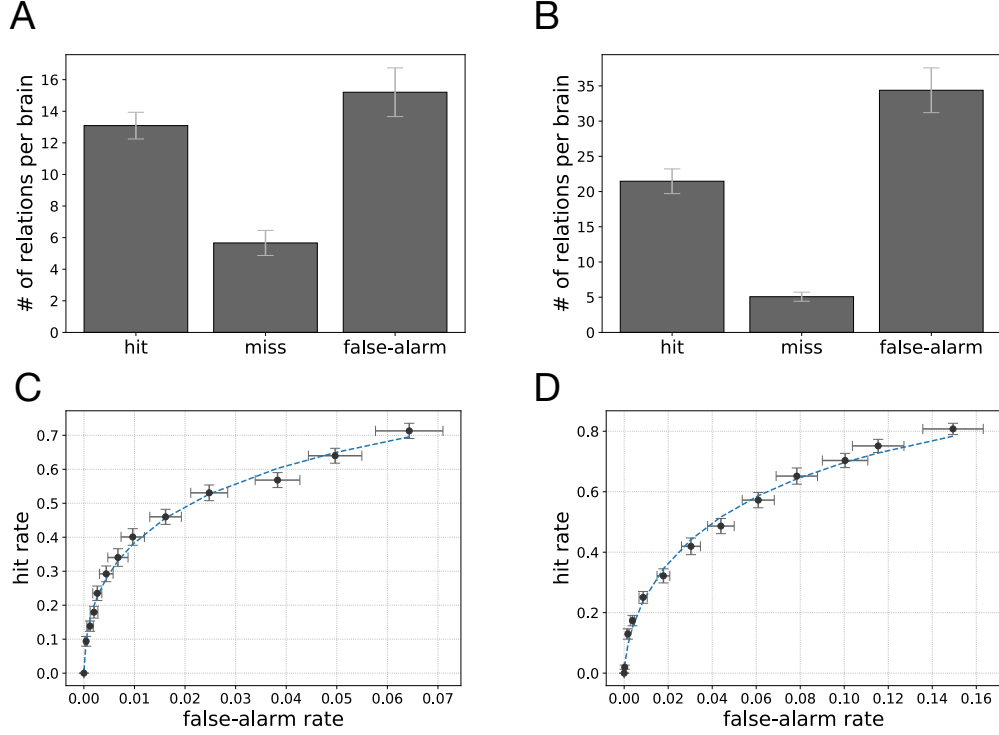 A
# of relations per brain
16
14
12
10
8
6
4
2
0
hit miss false-alarm
B
# of relations per brain
35
30
25
20
15
10
5
0
hit miss false-alarm
C
hit rate
0.7
0.6
0.5
0.4
0.3
0.2
0.1
0.0
0.00 0.01 0.02 0.03 0.04 0.05 0.06 0.07
false-alarm rate
D
hit rate
0.8
0.6
0.4
0.2
0.0
0.00 0.02 0.04 0.06 0.08 0.10 0.12 0.14 0.16
false-alarm rate